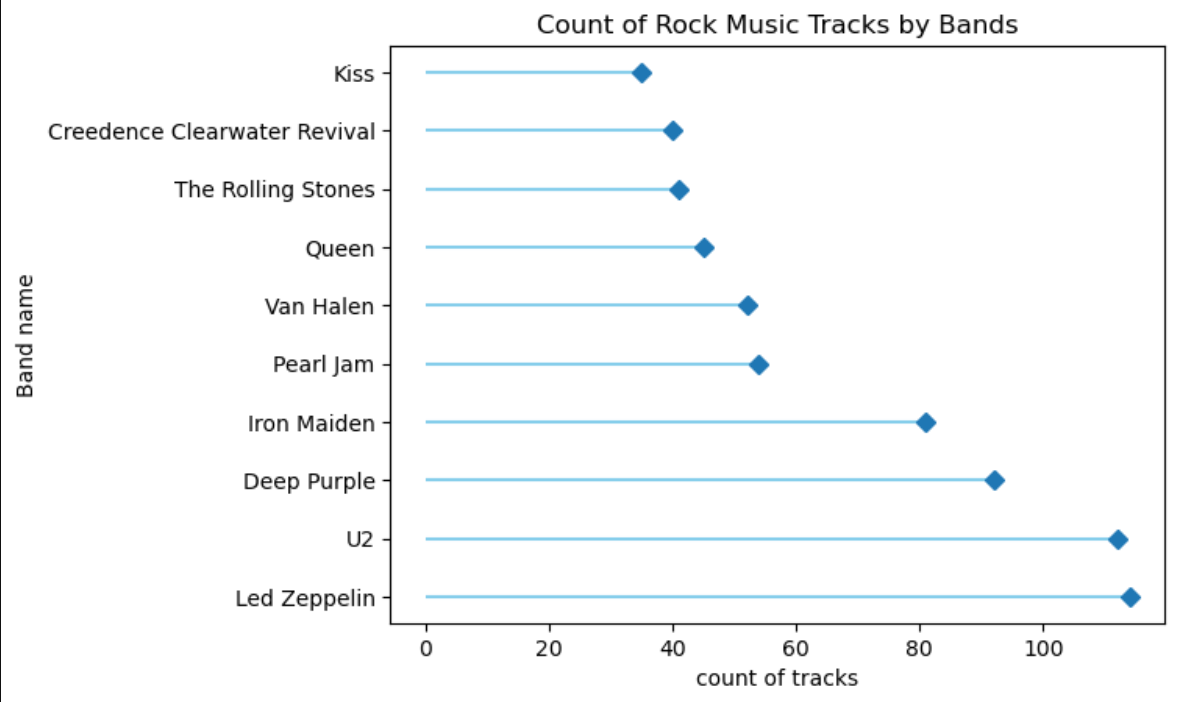 Count of Rock Music Tracks by Bands
Kiss
Creedence Clearwater Revival
The Rolling Stones
Queen
Van Halen
Pearl Jam
Iron Maiden
Deep Purple
U2
Led Zeppelin
Band name
0 20 40 60 80 100
count of tracks